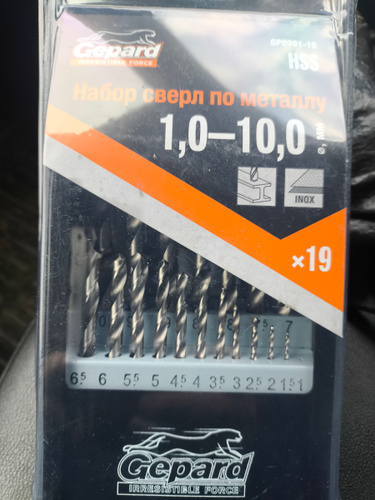 Gepard
IRRESISTIBLE FORCE
GP0301-19
HSS
Набор сверл по металлу
1,0–10,0
ø, мм
INOX
×19
7
6⁵ 6 5⁵ 5 4⁵ 4 3⁵ 3 2⁵ 2 1⁵ 1
Gepard
IRRESISTIBLE FORCE